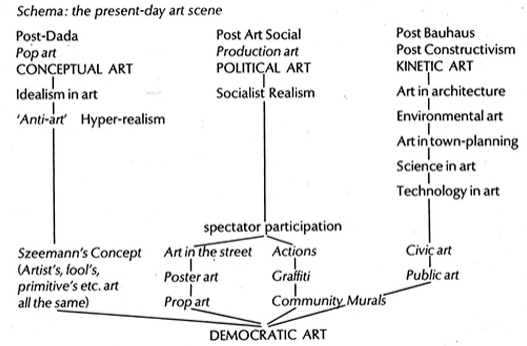 Schema: the present-day art scene
Post-Dada
Pop art
CONCEPTUAL ART
Idealism in art
'Anti-art' Hyper-realism
Szeemann's Concept
(Artist's, fool's,
primitive's etc. art
all the same)
Post Art Social
Production art
POLITICAL ART
Socialist Realism
spectator participation
Art in the street
Poster art
Prop art
Actions
Graffiti
Community Murals
Post Bauhaus
Post Constructivism
KINETIC ART
Art in architecture
Environmental art
Art in town-planning
Science in art
Technology in art
Civic art
Public art
DEMOCRATIC ART